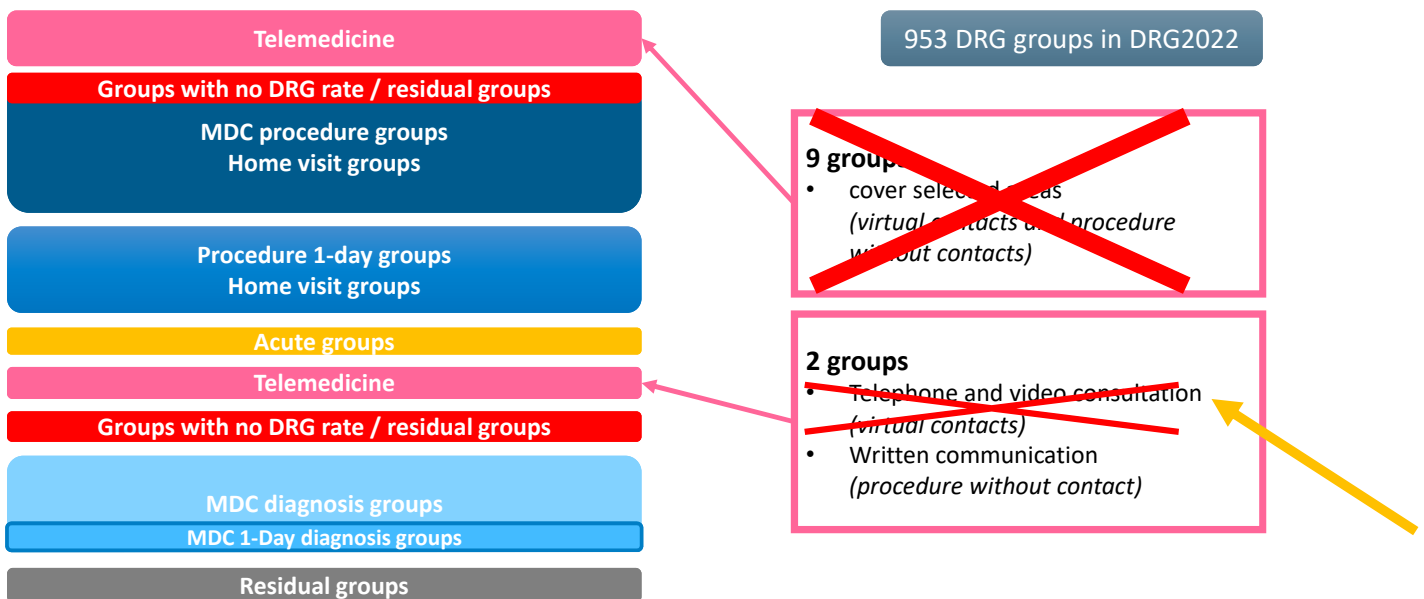 Telemedicine
Groups with no DRG rate / residual groups
MDC procedure groups
Home visit groups
Procedure 1-day groups
Home visit groups
Acute groups
Telemedicine
Groups with no DRG rate / residual groups
MDC diagnosis groups
MDC 1-Day diagnosis groups
Residual groups
953 DRG groups in DRG2022
9 groups
• cover selected areas
(virtual contacts and procedure
without contacts)
2 groups
• Telephone and video consultation
(virtual contacts)
• Written communication
(procedure without contact)